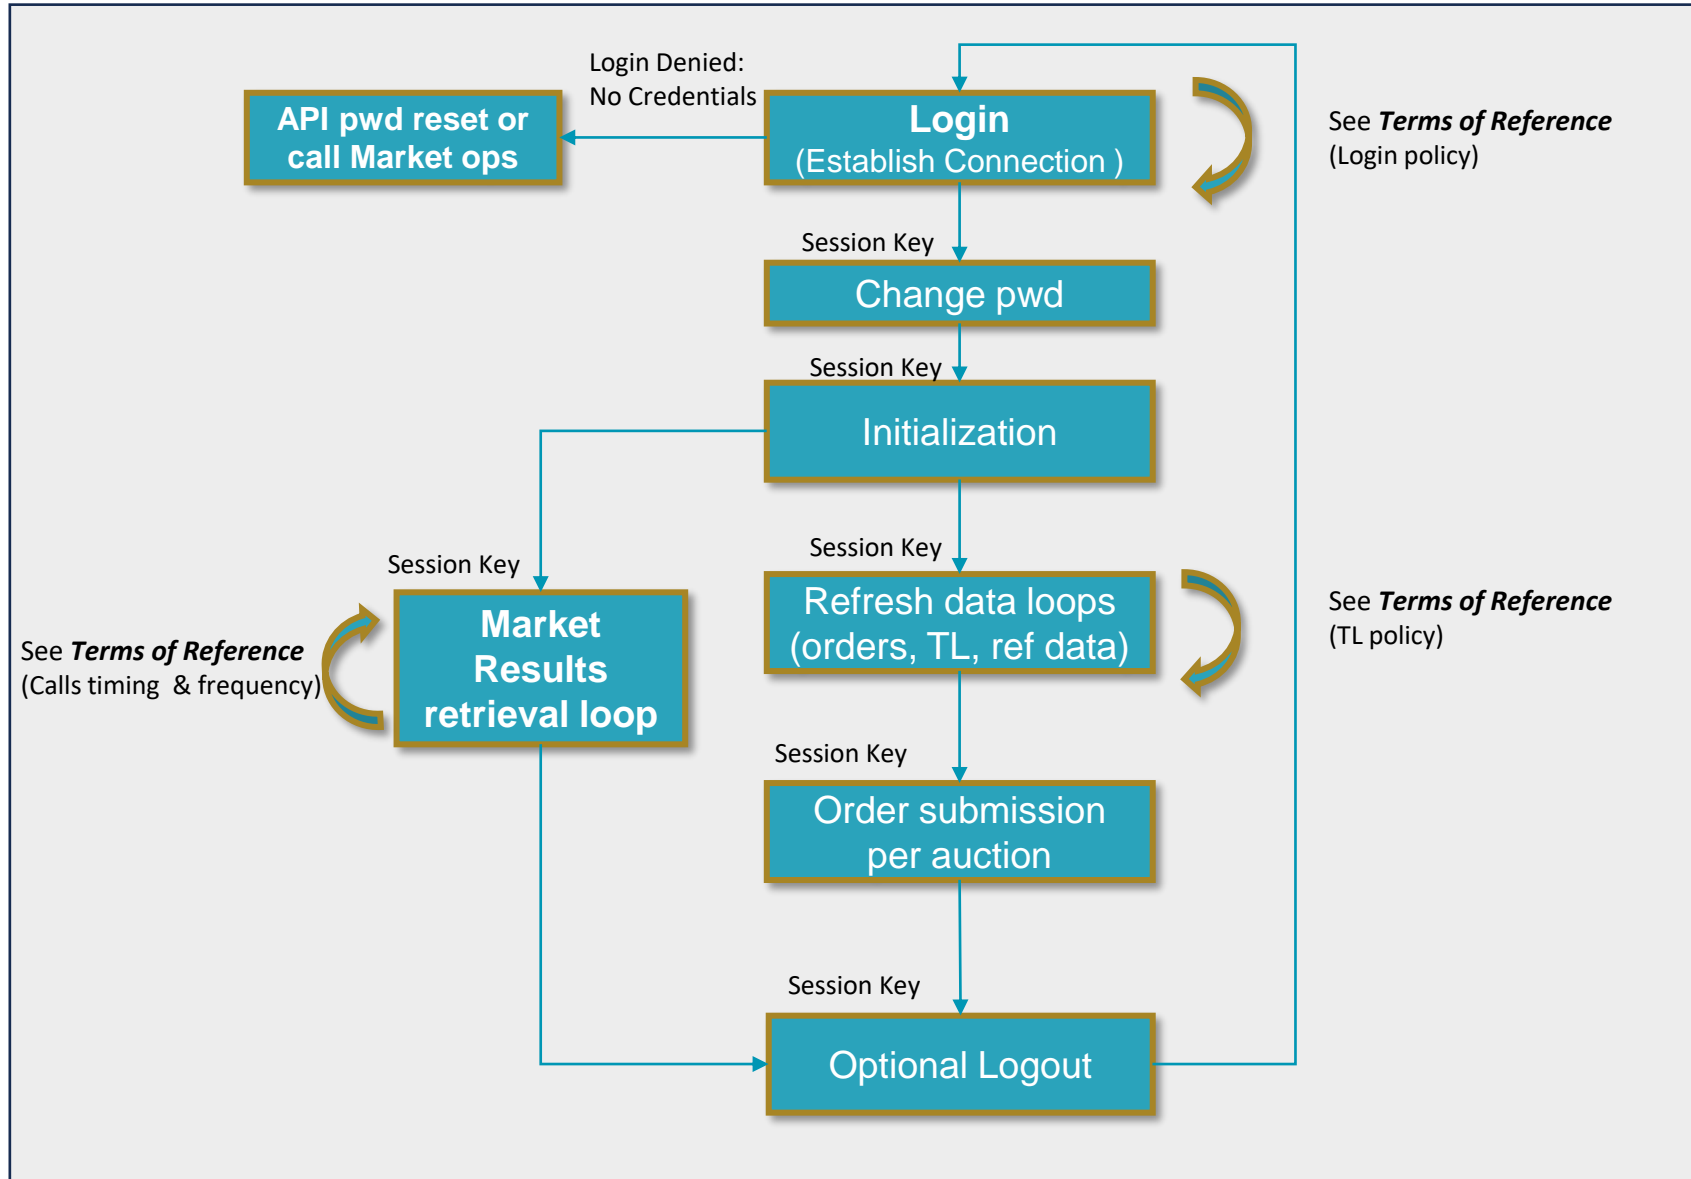 Login Denied:
No Credentials
API pwd reset or
call Market ops
Login
(Establish Connection )
See Terms of Reference
(Login policy)
Session Key
Change pwd
Session Key
Initialization
Session Key
Session Key
Refresh data loops
(orders, TL, ref data)
See Terms of Reference
(TL policy)
See Terms of Reference
(Calls timing & frequency)
Market
Results
retrieval loop
Session Key
Order submission
per auction
Session Key
Optional Logout